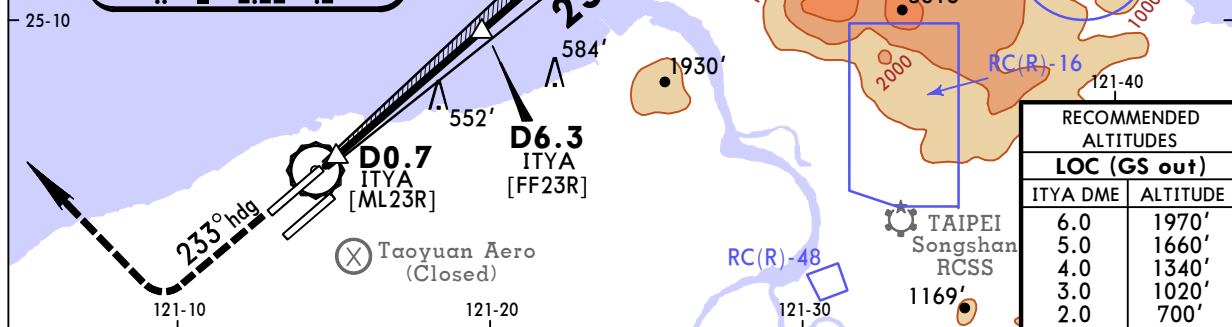 25-10
584'
552'
D0.7
ITYA
[ML23R]
D6.3
ITYA
[FF23R]
233° hdg
Taoyuan Aero
(Closed)
1930'
2000
1000
RC(R)-16
121-40
TAIPEI
Songshan
RCSS
RC(R)-48
1169'
121-10
121-20
121-30
RECOMMENDED
ALTITUDES
LOC (GS out)
ITYA DME ALTITUDE
6.0 1970'
5.0 1660'
4.0 1340'
3.0 1020'
2.0 700'